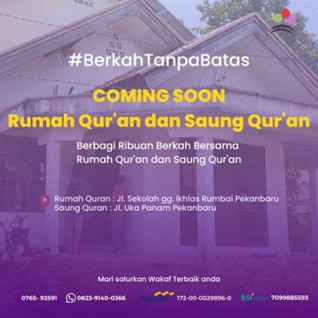 #BerkahTanpaBatas
COMING SOON
Rumah Qur'an dan Saung Qur'an
Berbagi Ribuan Berkah Bersama
Rumah Qur'an dan Saung Qur'an
Rumah Quran : Jl. Sekolah gg. Ikhlas Rumbai Pekanbaru
Saung Quran : Jl. Uka Panam Pekanbaru
Mari salurkan Wakaf Terbaik anda
0765- 92591 0823-9140-0366 172-00-0029896-0 BSI 7099885593